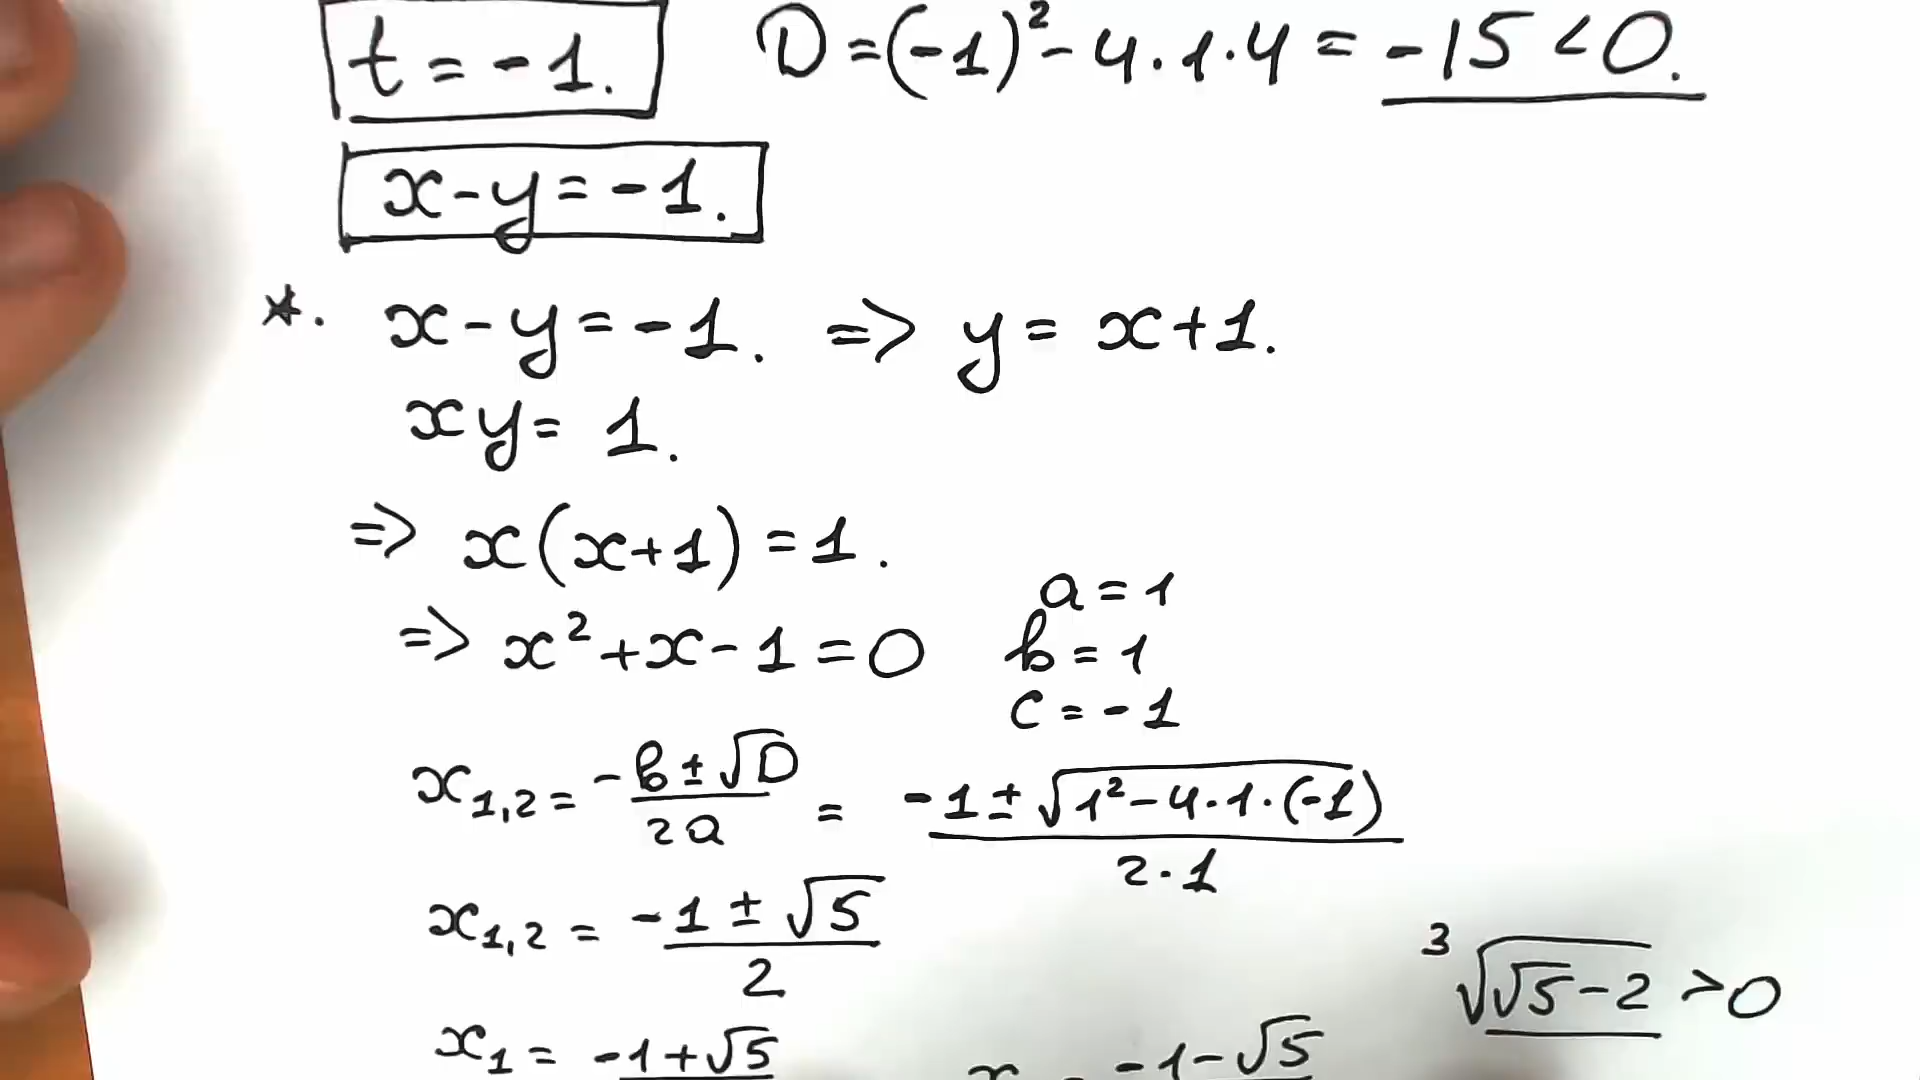 t = -1.
D = (-1)² - 4·1·4 = -15 < 0.
x - y = -1.
*. x - y = -1. => y = x+1.
xy = 1.
=> x(x+1) = 1.
=> x² + x - 1 = 0
a = 1
b = 1
c = -1
x₁,₂ = (-b ± √D)/(2a) = (-1 ± √(1² - 4·1·(-1)))/(2·1)
x₁,₂ = (-1 ± √5)/2
³√(√5 - 2) > 0
x₁ = -1 + √5
-1 - √5